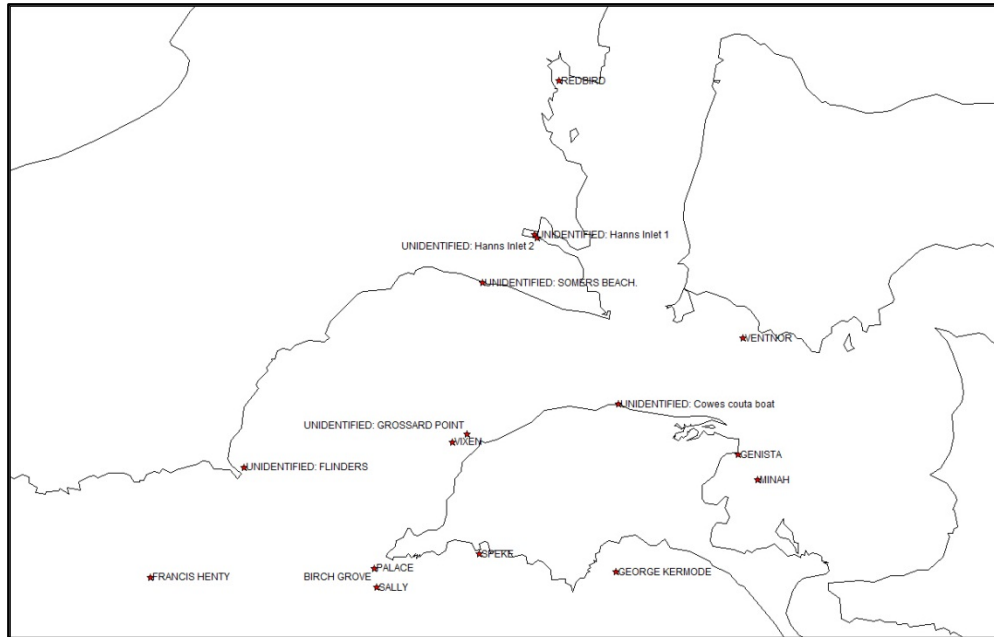 REDBIRD
UNIDENTIFIED: Hanns Inlet 1
UNIDENTIFIED: Hanns Inlet 2
UNIDENTIFIED: SOMERS BEACH.
VENTNOR
UNIDENTIFIED: Cowes couta boat
UNIDENTIFIED: GROSSARD POINT
VIXEN
GENISTA
UNIDENTIFIED: FLINDERS
MINAH
SPEKE
PALACE
GEORGE KERMODE
FRANCIS HENTY
BIRCH GROVE
SALLY